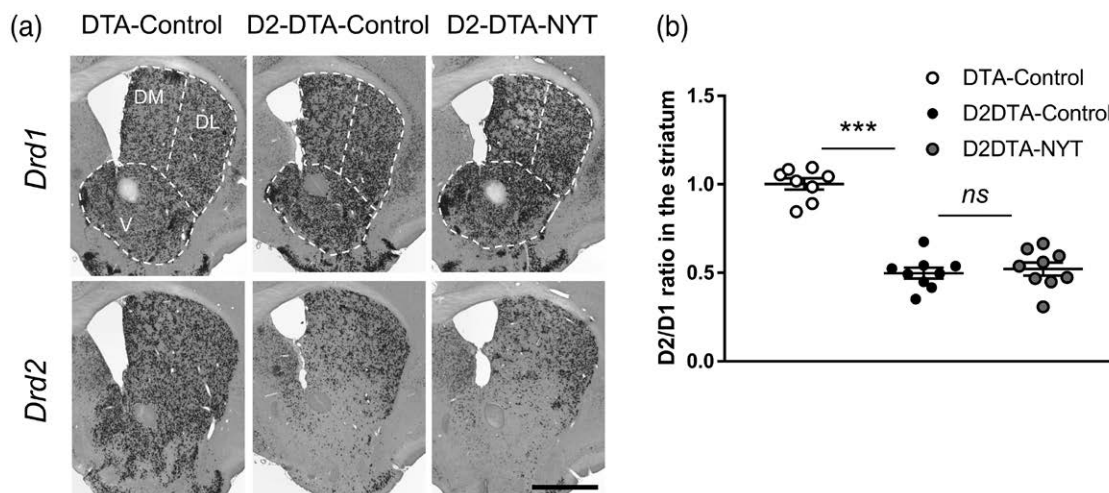 (a)
DTA-Control D2-DTA-Control D2-DTA-NYT
Drd1
DM
DL
V
Drd2
(b)
DTA-Control
D2DTA-Control
D2DTA-NYT
D2/D1 ratio in the striatum
1.5
1.0
0.5
0.0
***
ns